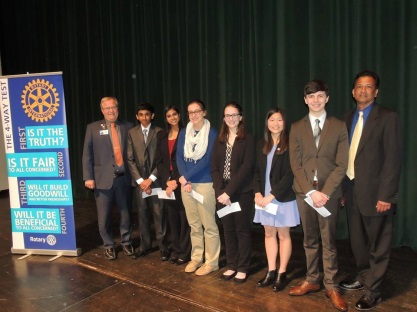 THE 4-WAY TEST
FIRST
IS IT THE
TRUTH?
IS IT FAIR
TO ALL CONCERNED?
SECOND
THIRD
WILL IT BUILD
GOODWILL
AND BETTER FRIENDSHIPS?
WILL IT BE
BENEFICIAL
TO ALL CONCERNED?
FOURTH
Rotary